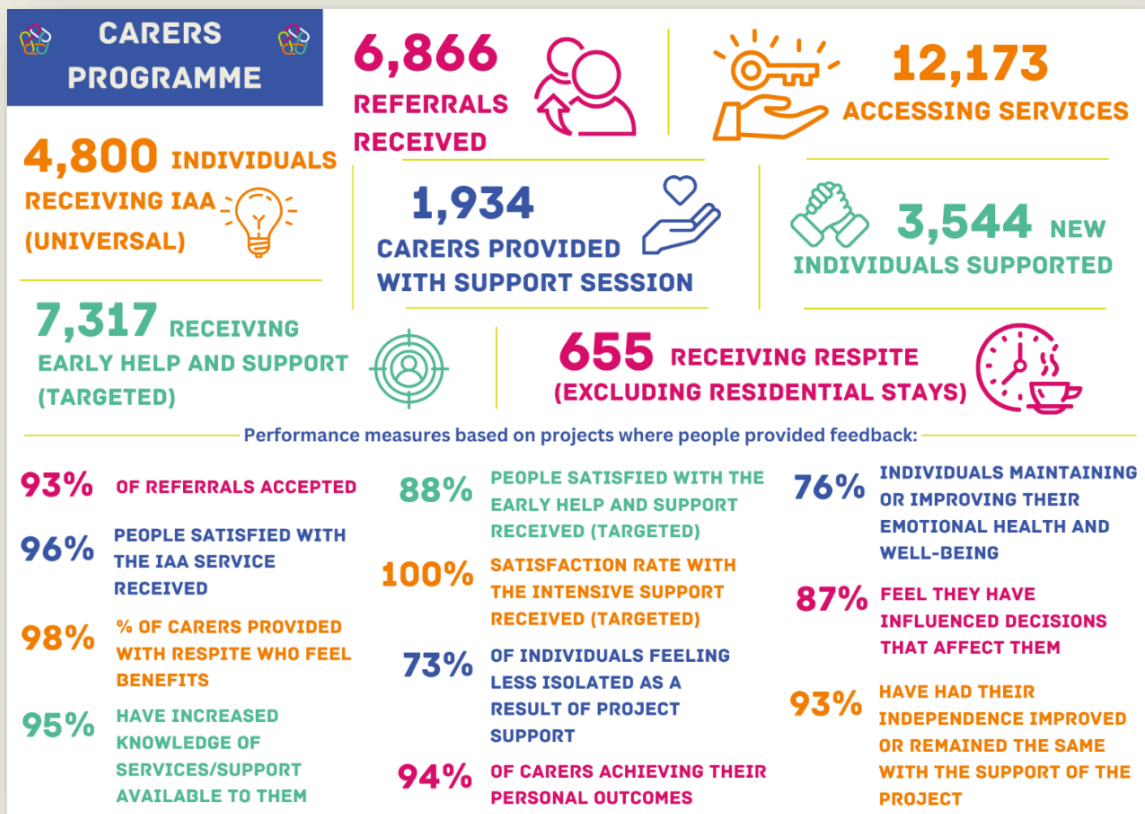 CARERS
PROGRAMME
6,866
REFERRALS
RECEIVED
12,173
ACCESSING SERVICES
4,800 INDIVIDUALS
RECEIVING IAA
(UNIVERSAL)
1,934
CARERS PROVIDED
WITH SUPPORT SESSION
3,544 NEW
INDIVIDUALS SUPPORTED
7,317 RECEIVING
EARLY HELP AND SUPPORT
(TARGETED)
655 RECEIVING RESPITE
(EXCLUDING RESIDENTIAL STAYS)
Performance measures based on projects where people provided feedback:
93% OF REFERRALS ACCEPTED
96% PEOPLE SATISFIED WITH
THE IAA SERVICE
RECEIVED
98% % OF CARERS PROVIDED
WITH RESPITE WHO FEEL
BENEFITS
95% HAVE INCREASED
KNOWLEDGE OF
SERVICES/SUPPORT
AVAILABLE TO THEM
88% PEOPLE SATISFIED WITH THE
EARLY HELP AND SUPPORT
RECEIVED (TARGETED)
100% SATISFACTION RATE WITH
THE INTENSIVE SUPPORT
RECEIVED (TARGETED)
73% OF INDIVIDUALS FEELING
LESS ISOLATED AS A
RESULT OF PROJECT
SUPPORT
94% OF CARERS ACHIEVING THEIR
PERSONAL OUTCOMES
76% INDIVIDUALS MAINTAINING
OR IMPROVING THEIR
EMOTIONAL HEALTH AND
WELL-BEING
87% FEEL THEY HAVE
INFLUENCED DECISIONS
THAT AFFECT THEM
93% HAVE HAD THEIR
INDEPENDENCE IMPROVED
OR REMAINED THE SAME
WITH THE SUPPORT OF THE
PROJECT